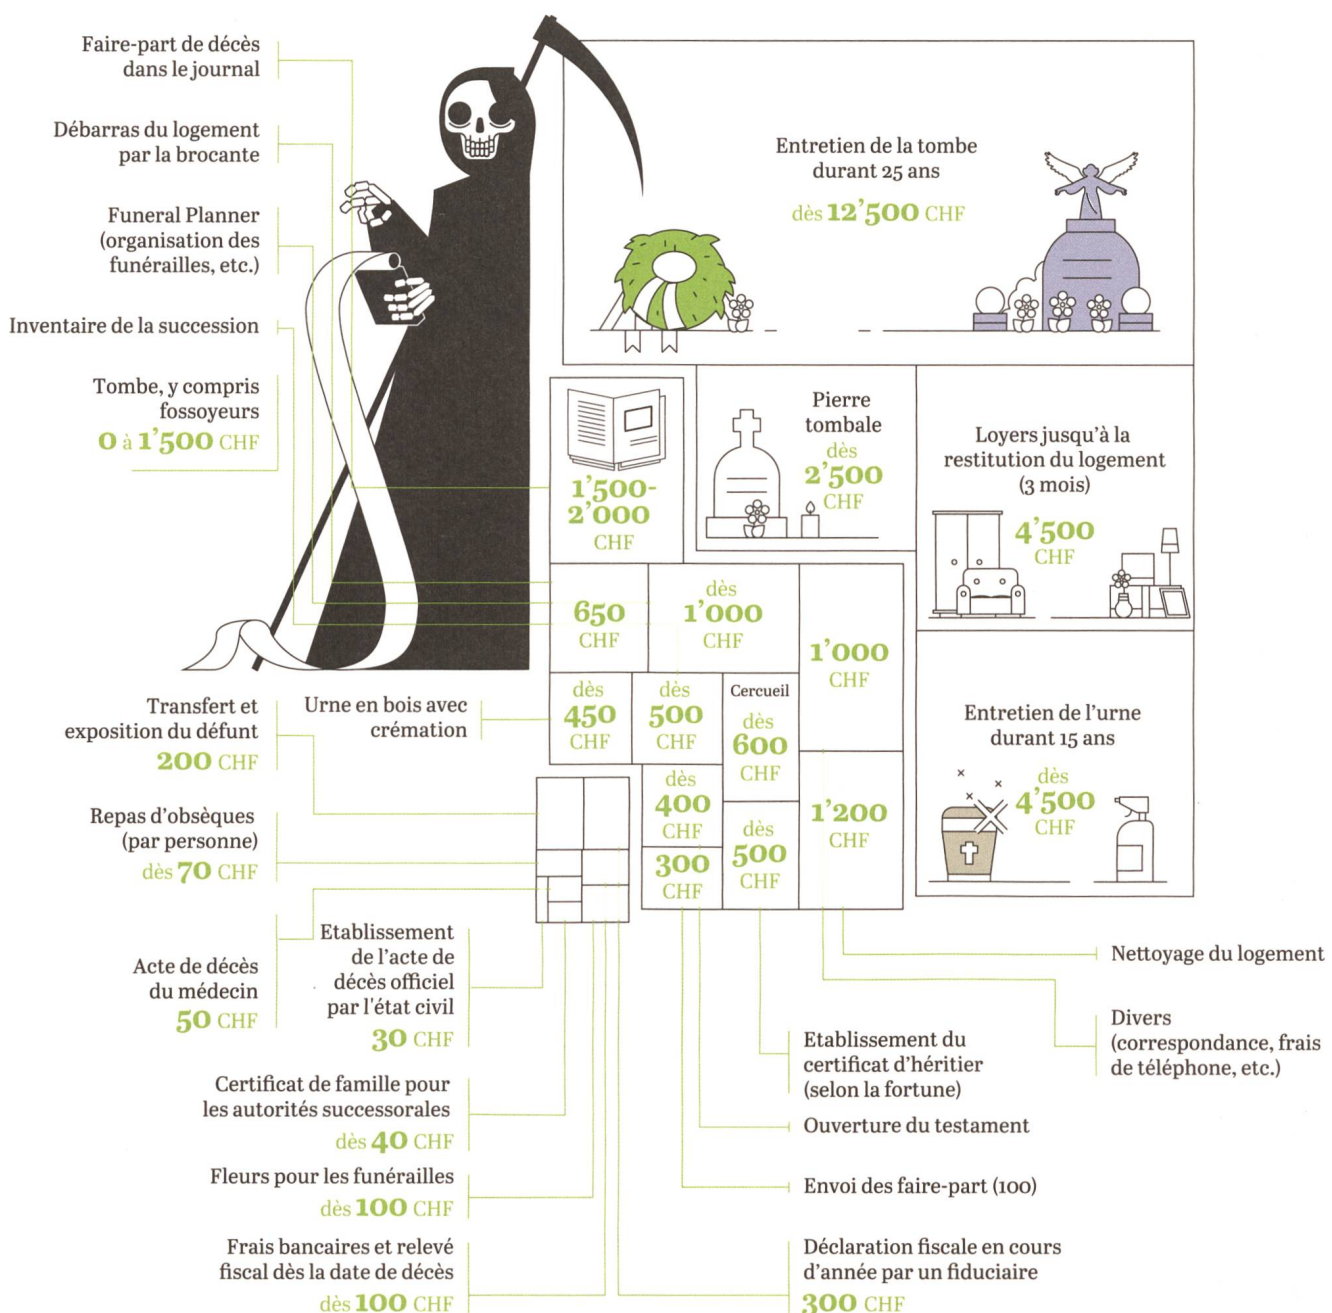 Faire-part de décès
dans le journal
Débarras du logement
par la brocante
Funeral Planner
(organisation des
funérailles, etc.)
Inventaire de la succession
Tombe, y compris
fossoyeurs
0 à 1’500 CHF
Entretien de la tombe
durant 25 ans
dès 12’500 CHF
1’500-
2’000
CHF
Pierre
tombale
dès
2’500
CHF
Loyers jusqu’à la
restitution du logement
(3 mois)
4’500
CHF
650
CHF
dès
1’000
CHF
1’000
CHF
Transfert et
exposition du défunt
200 CHF
Urne en bois avec
crémation
dès
450
CHF
dès
500
CHF
Cercueil
dès
600
CHF
Entretien de l’urne
durant 15 ans
dès
4’500
CHF
Repas d’obsèques
(par personne)
dès 70 CHF
dès
400
CHF
300
CHF
dès
500
CHF
1’200
CHF
Acte de décès
du médecin
50 CHF
Etablissement
de l’acte de
décès officiel
par l'état civil
30 CHF
Nettoyage du logement
Divers
(correspondance, frais
de téléphone, etc.)
Etablissement du
certificat d’héritier
(selon la fortune)
Certificat de famille pour
les autorités successorales
dès 40 CHF
Ouverture du testament
Fleurs pour les funérailles
dès 100 CHF
Envoi des faire-part (100)
Frais bancaires et relevé
fiscal dès la date de décès
dès 100 CHF
Déclaration fiscale en cours
d’année par un fiduciaire
300 CHF